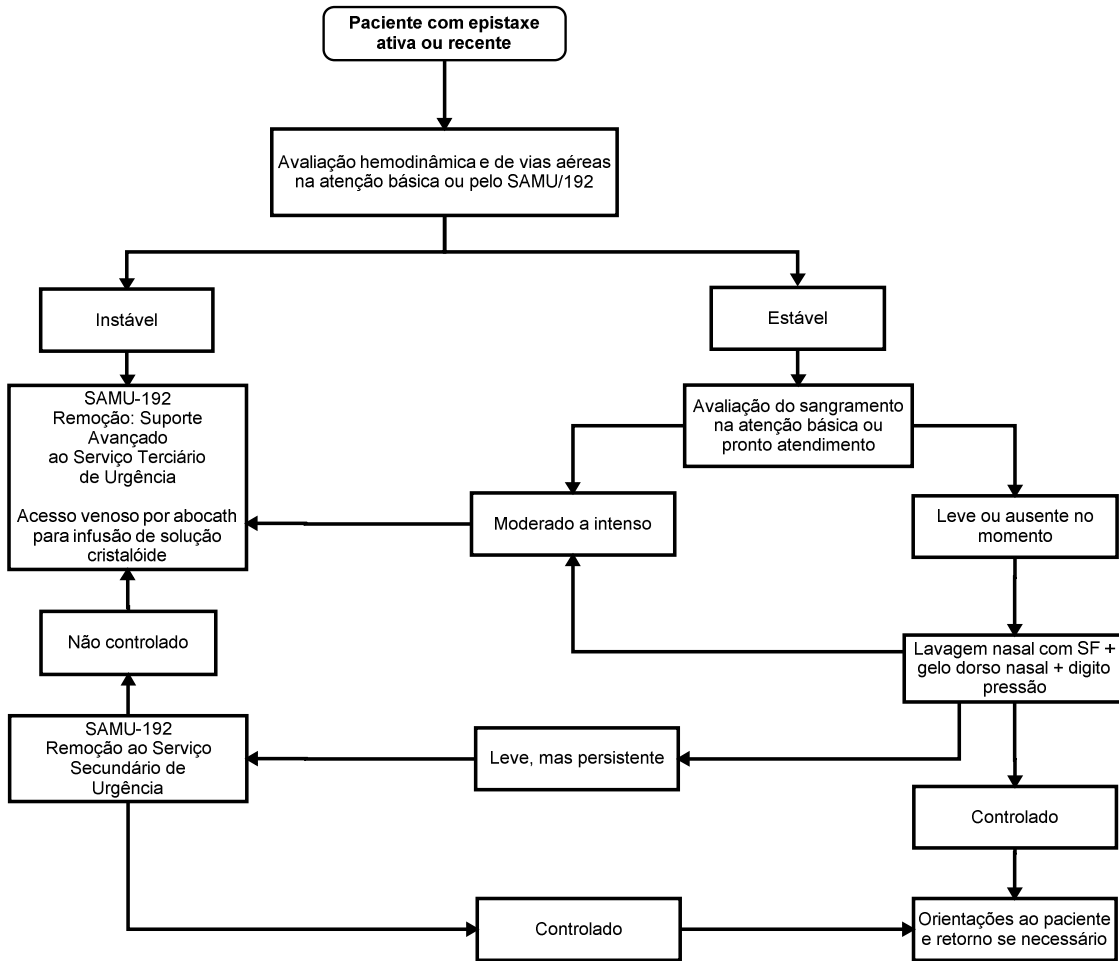 Paciente com epistaxe
ativa ou recente
Avaliação hemodinâmica e de vias aéreas
na atenção básica ou pelo SAMU/192
Instável
Estável
SAMU-192
Remoção: Suporte
Avançado
ao Serviço Terciário
de Urgência
Acesso venoso por abocath
para infusão de solução
cristalóide
Avaliação do sangramento
na atenção básica ou
pronto atendimento
Moderado a intenso
Leve ou ausente no
momento
Não controlado
Lavagem nasal com SF +
gelo dorso nasal + digito
pressão
SAMU-192
Remoção ao Serviço
Secundário de
Urgência
Leve, mas persistente
Controlado
Controlado
Orientações ao paciente
e retorno se necessário